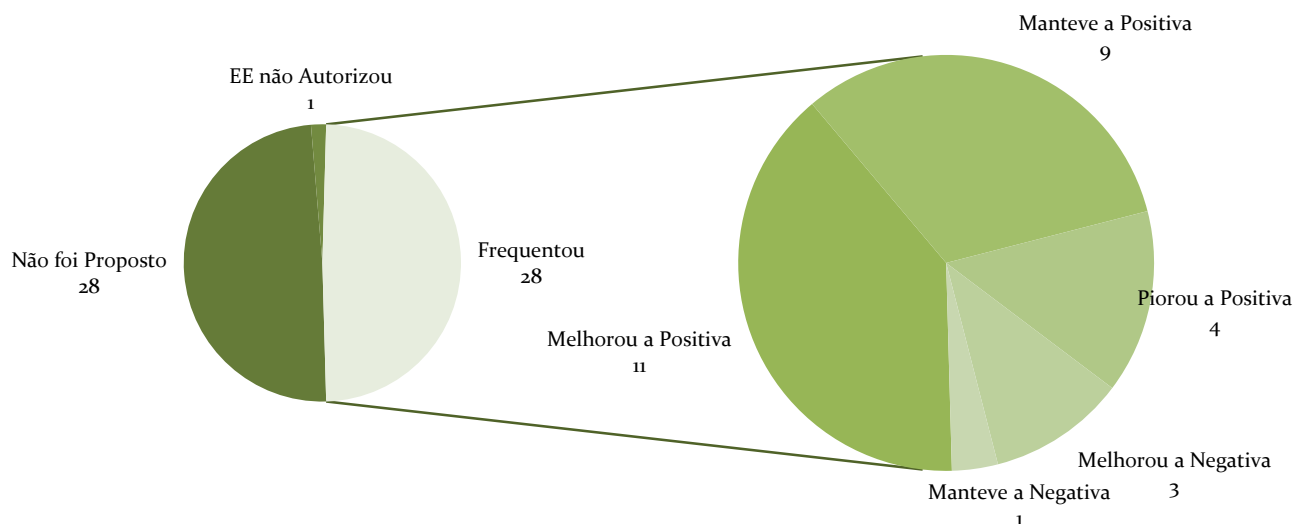 EE não Autorizou
1
Não foi Proposto
28
Frequentou
28
Manteve a Positiva
9
Melhorou a Positiva
11
Piorou a Positiva
4
Melhorou a Negativa
3
Manteve a Negativa
1